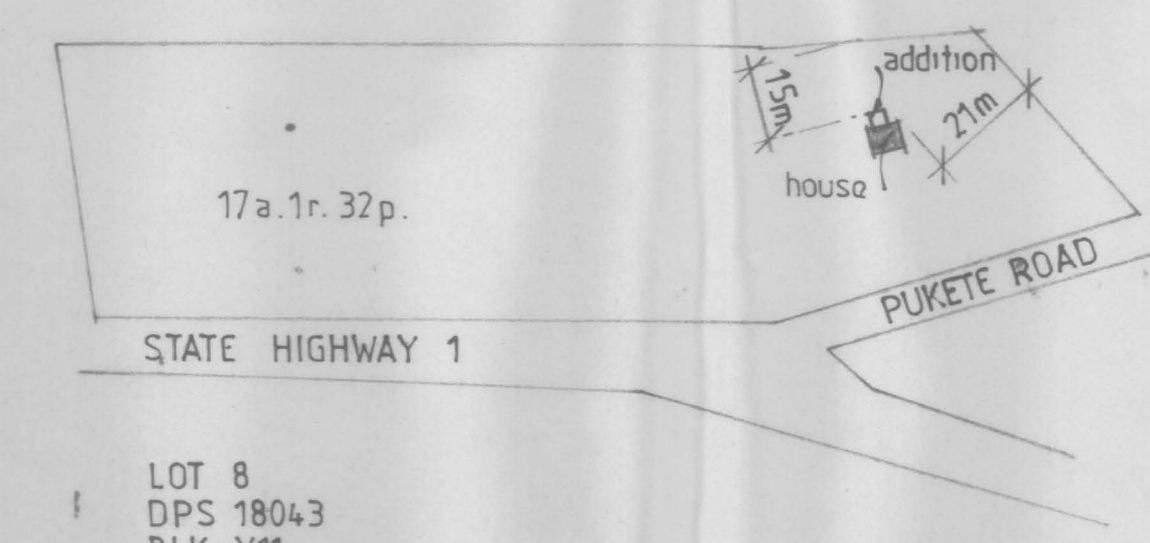 addition
15m
21m
house
17a.1r. 32p.
PUKETE ROAD
STATE HIGHWAY 1
LOT 8
DPS 18043